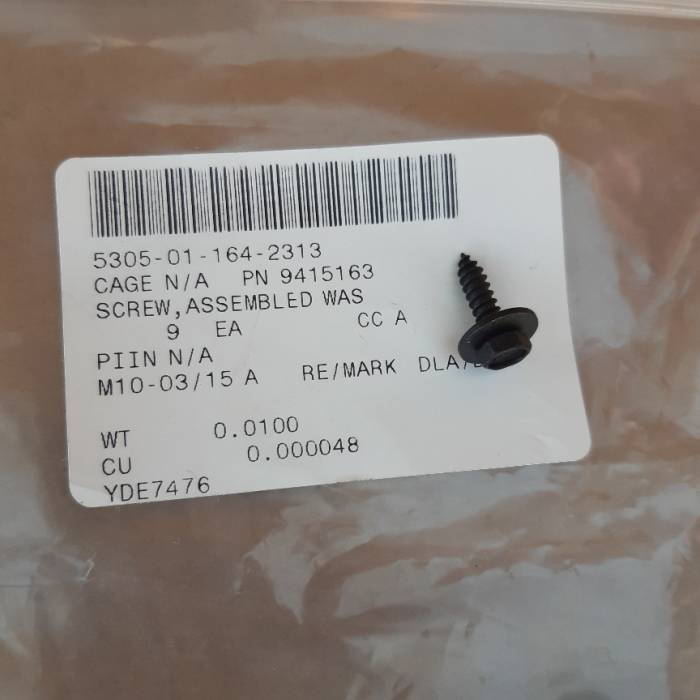 5305-01-164-2313
CAGE N/A PN 9415163
SCREW,ASSEMBLED WAS
9 EA CC A
PIIN N/A
M10-03/15 A RE/MARK DLA/
WT 0.0100
CU 0.000048
YDE7476